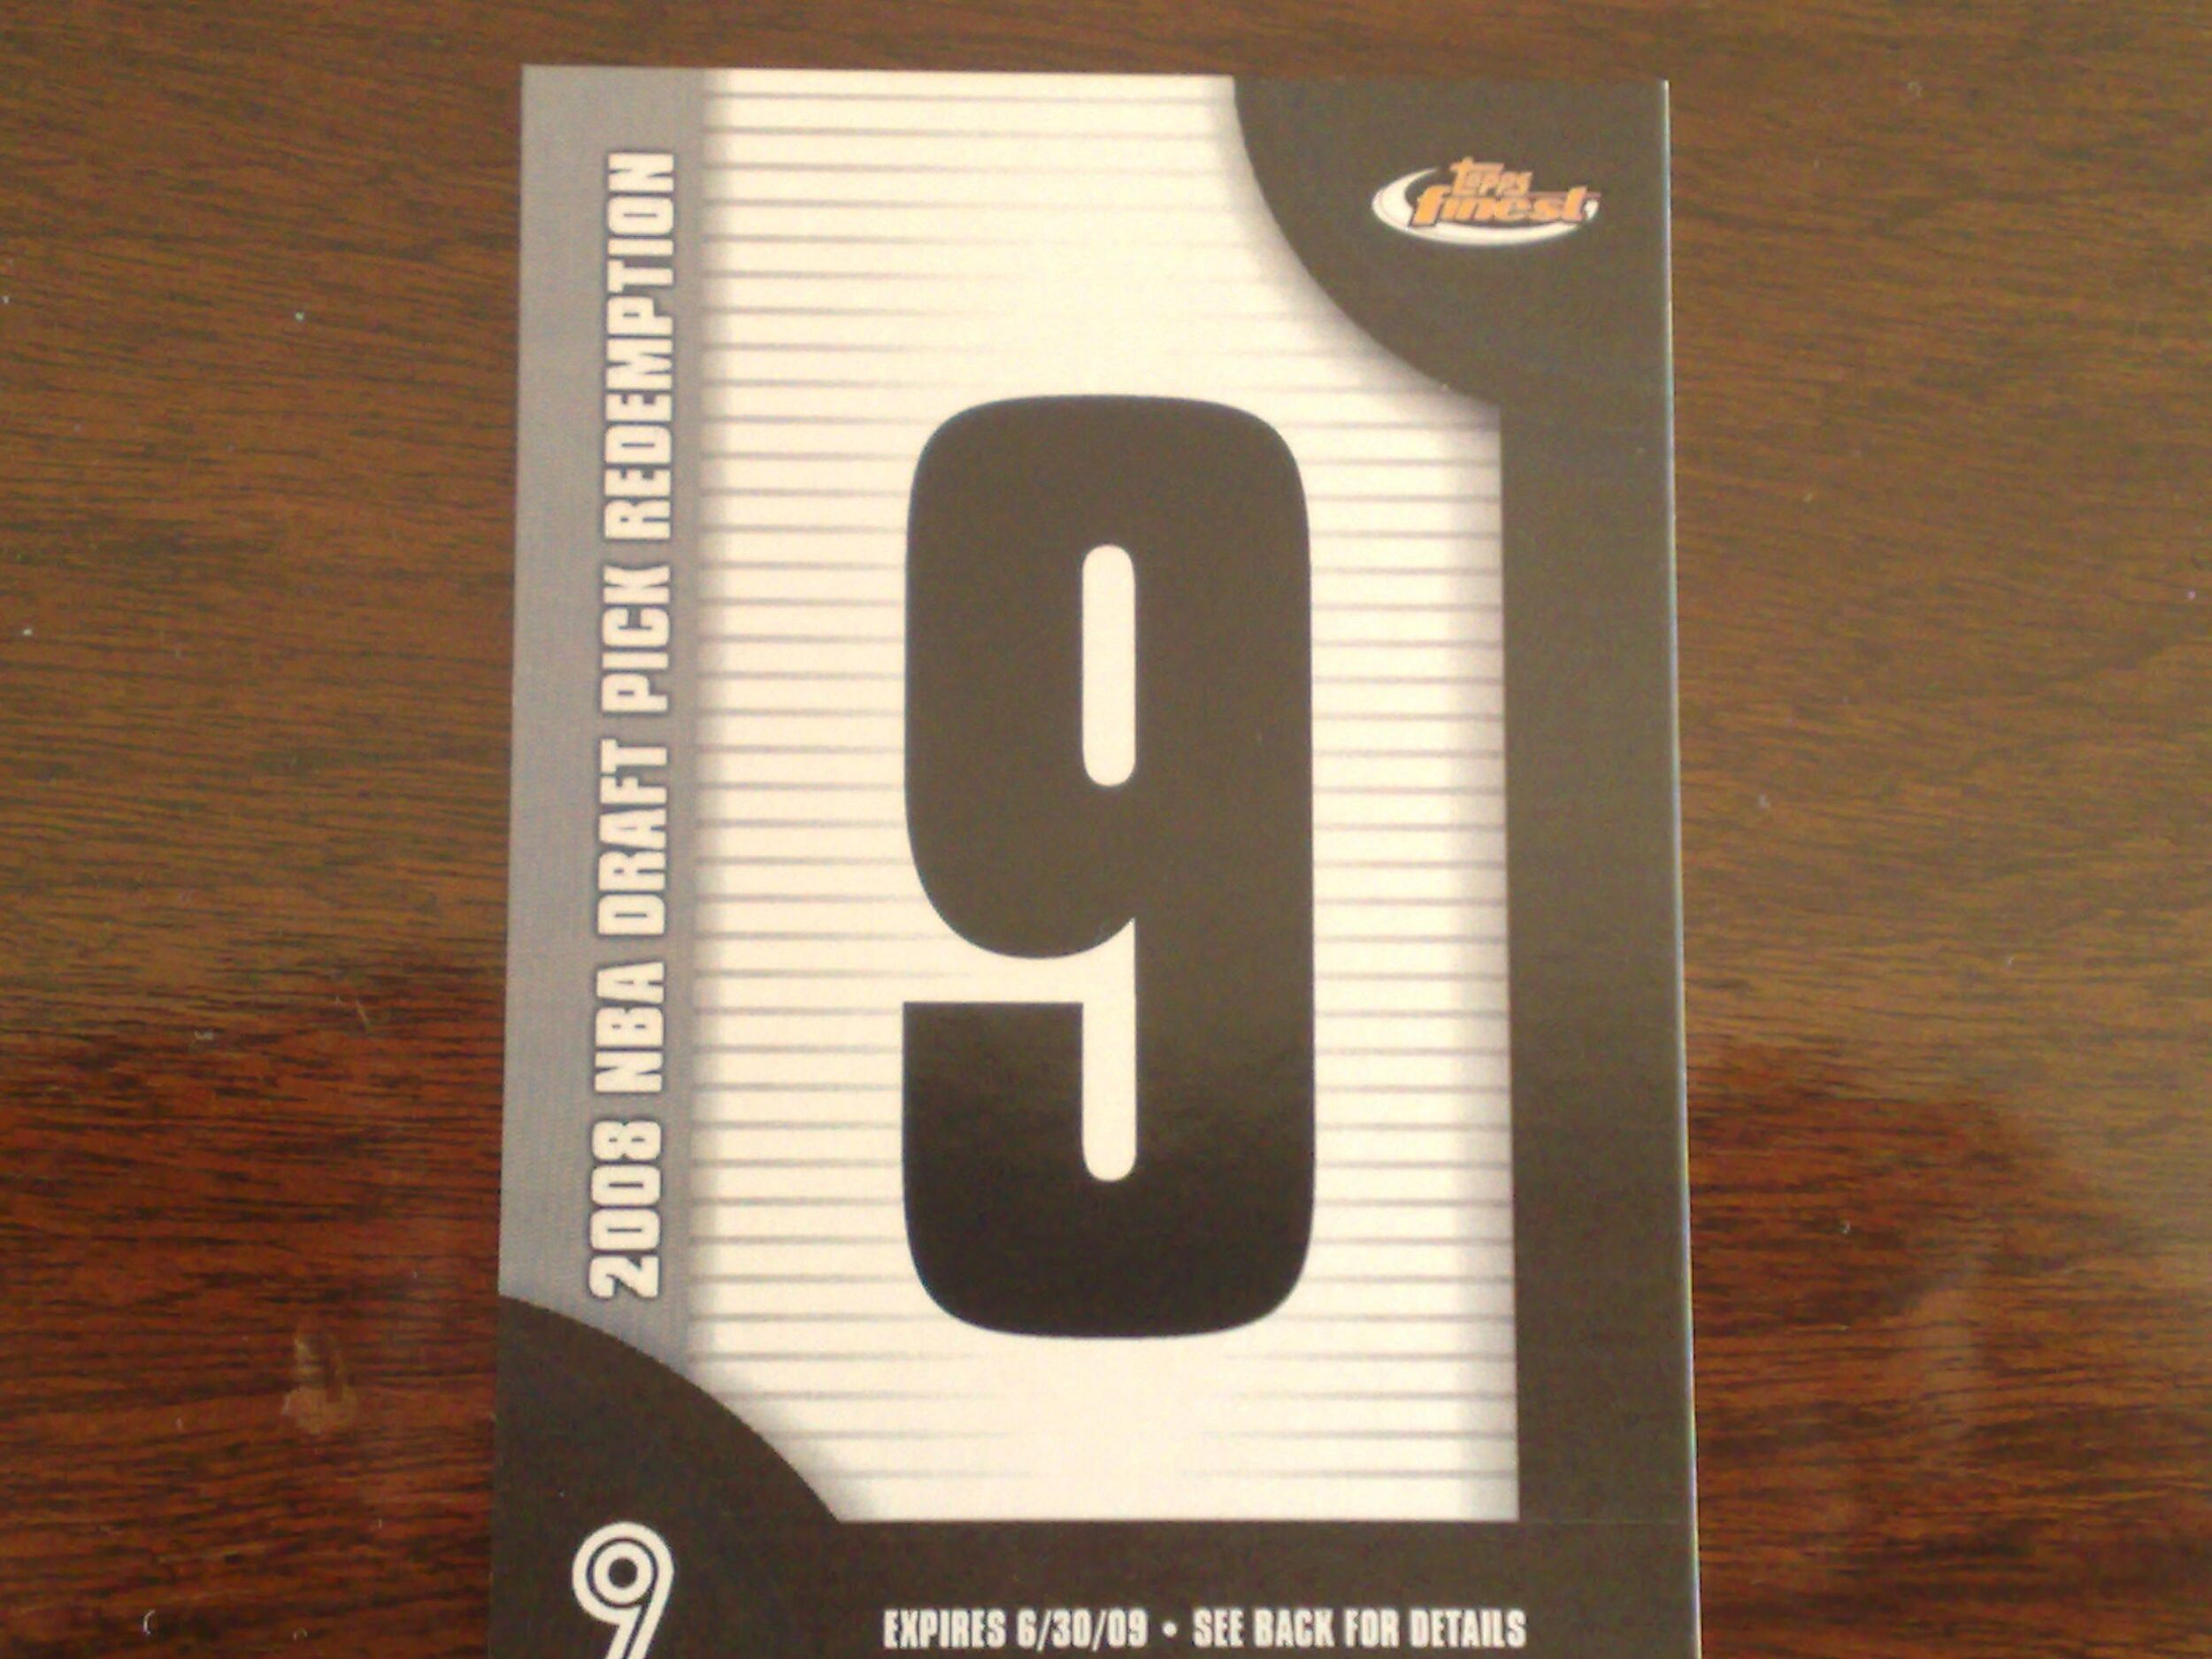 topps
finest
2008 NBA DRAFT PICK REDEMPTION
9
9
EXPIRES 6/30/09 • SEE BACK FOR DETAILS